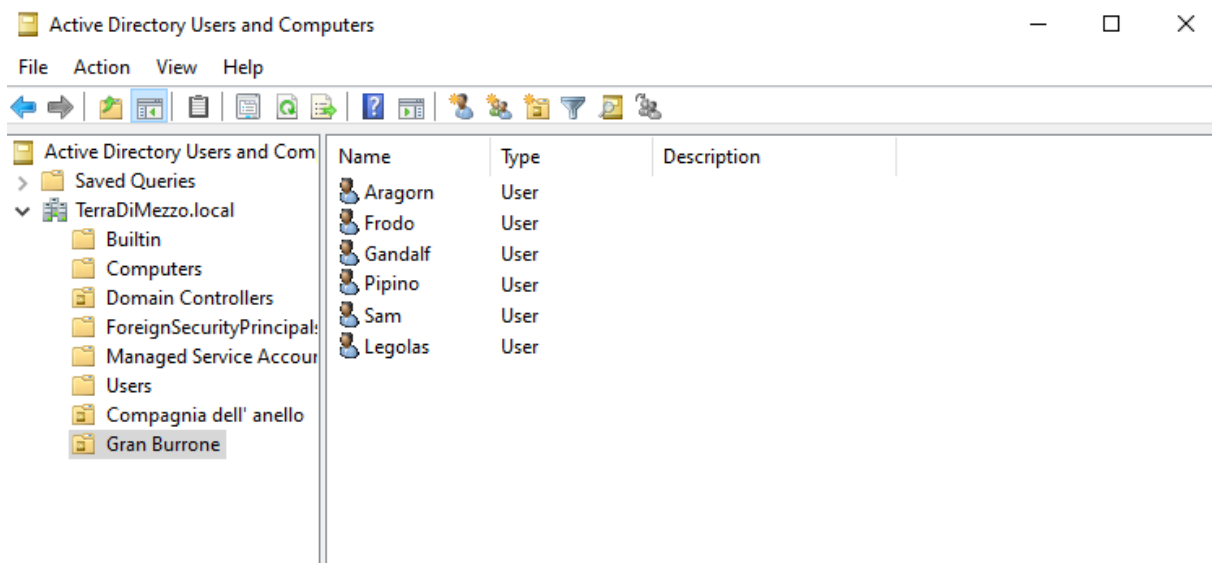 Active Directory Users and Computers
File Action View Help
Active Directory Users and Com
Saved Queries
TerraDiMezzo.local
Builtin
Computers
Domain Controllers
ForeignSecurityPrincipals
Managed Service Accour
Users
Compagnia dell' anello
Gran Burrone
Name Type Description
Aragorn User
Frodo User
Gandalf User
Pipino User
Sam User
Legolas User